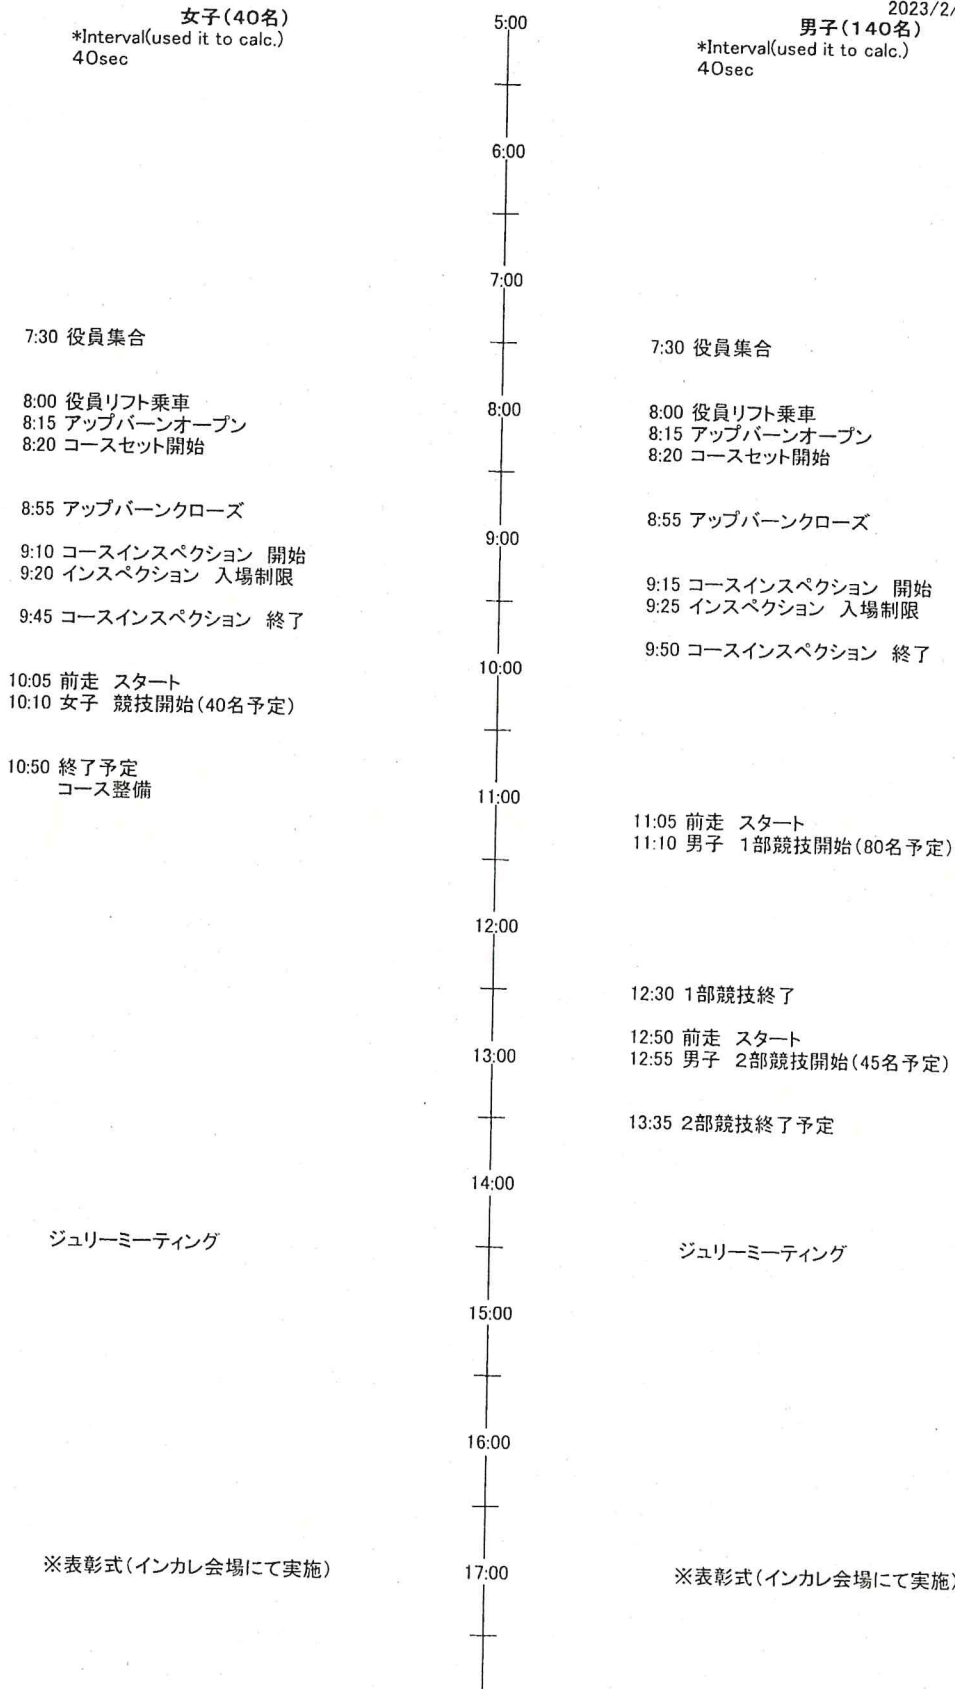 2023/2/
女子(40名)
*Interval(used it to calc.)
40sec
男子(140名)
*Interval(used it to calc.)
40sec
5:00
6:00
7:00
8:00
9:00
10:00
11:00
12:00
13:00
14:00
15:00
16:00
17:00
7:30 役員集合
8:00 役員リフト乗車
8:15 アップバーンオープン
8:20 コースセット開始
8:55 アップバーンクローズ
9:10 コースインスペクション 開始
9:20 インスペクション 入場制限
9:45 コースインスペクション 終了
10:05 前走 スタート
10:10 女子 競技開始(40名予定)
10:50 終了予定
コース整備
ジュリーミーティング
※表彰式(インカレ会場にて実施)
7:30 役員集合
8:00 役員リフト乗車
8:15 アップバーンオープン
8:20 コースセット開始
8:55 アップバーンクローズ
9:15 コースインスペクション 開始
9:25 インスペクション 入場制限
9:50 コースインスペクション 終了
11:05 前走 スタート
11:10 男子 1部競技開始(80名予定)
12:30 1部競技終了
12:50 前走 スタート
12:55 男子 2部競技開始(45名予定)
13:35 2部競技終了予定
ジュリーミーティング
※表彰式(インカレ会場にて実施)